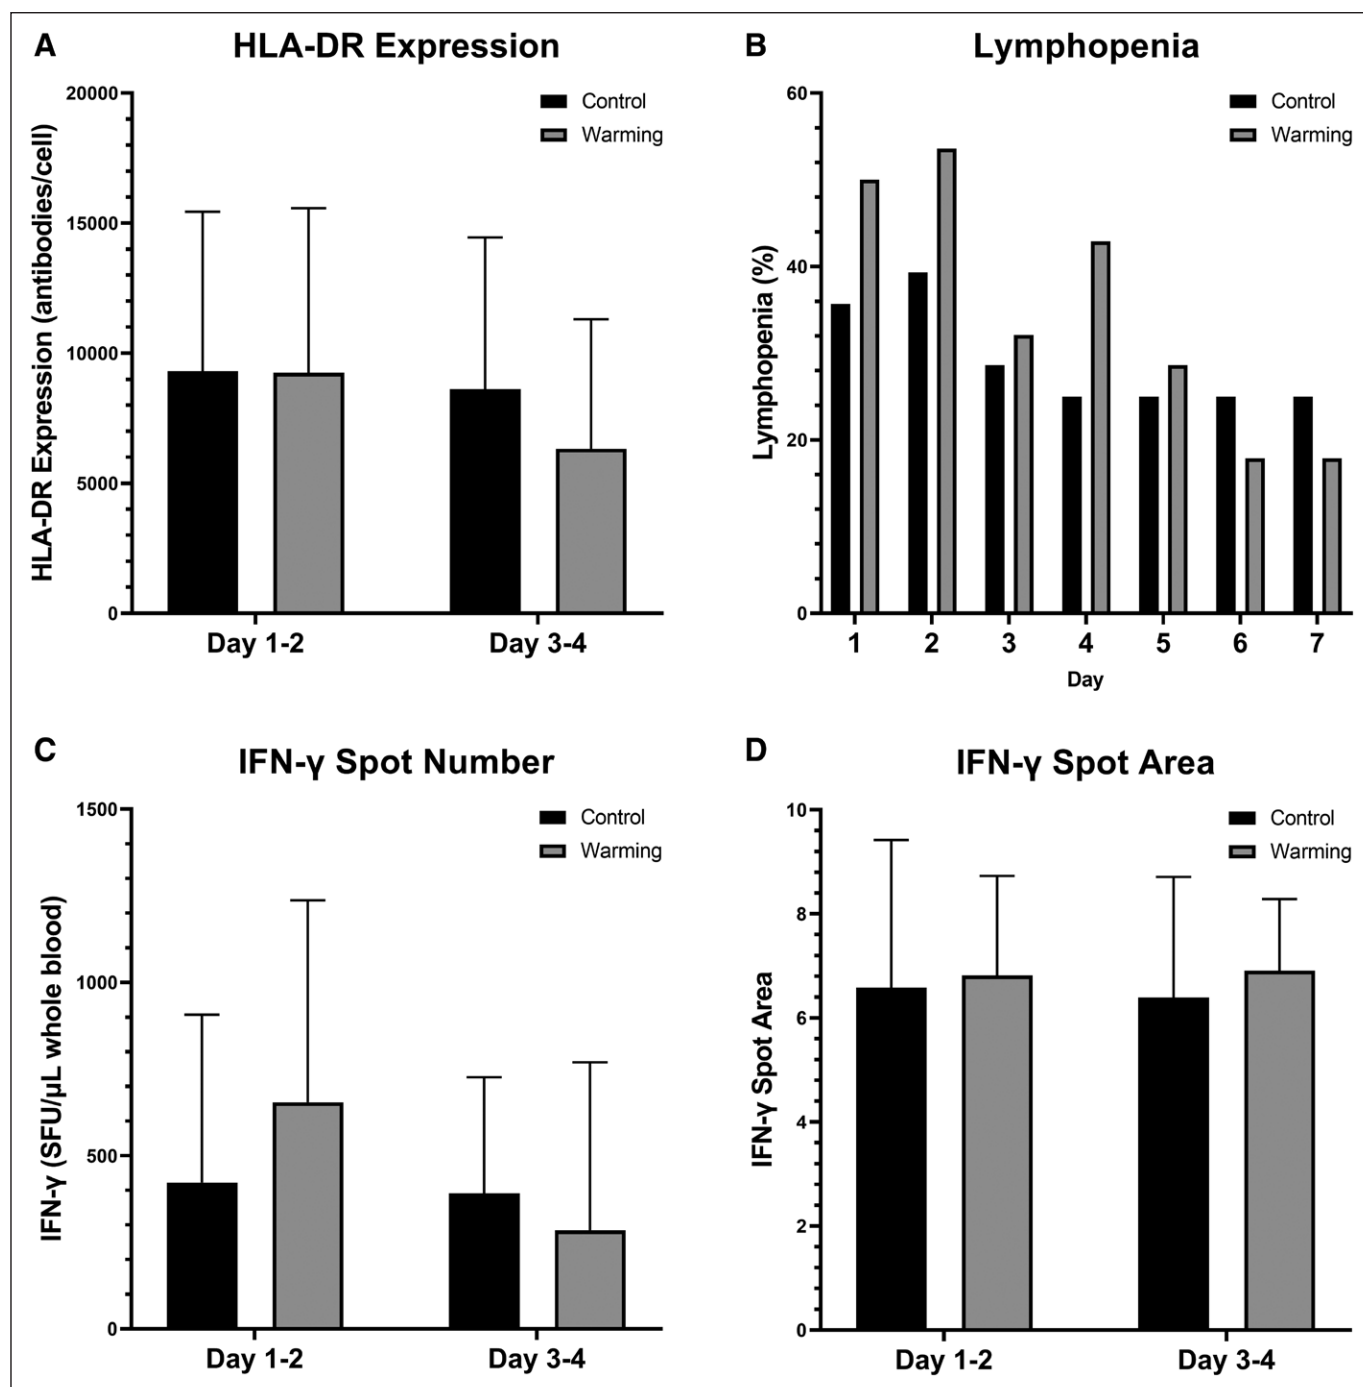 A
HLA-DR Expression
Control
Warming
HLA-DR Expression (antibodies/cell)
20000
15000
10000
5000
0
Day 1-2
Day 3-4
B
Lymphopenia
Control
Warming
Lymphopenia (%)
60
40
20
0
1 2 3 4 5 6 7
Day
C
IFN-γ Spot Number
Control
Warming
IFN-γ (SFU/μL whole blood)
1500
1000
500
0
Day 1-2
Day 3-4
D
IFN-γ Spot Area
Control
Warming
IFN-γ Spot Area
10
8
6
4
2
0
Day 1-2
Day 3-4